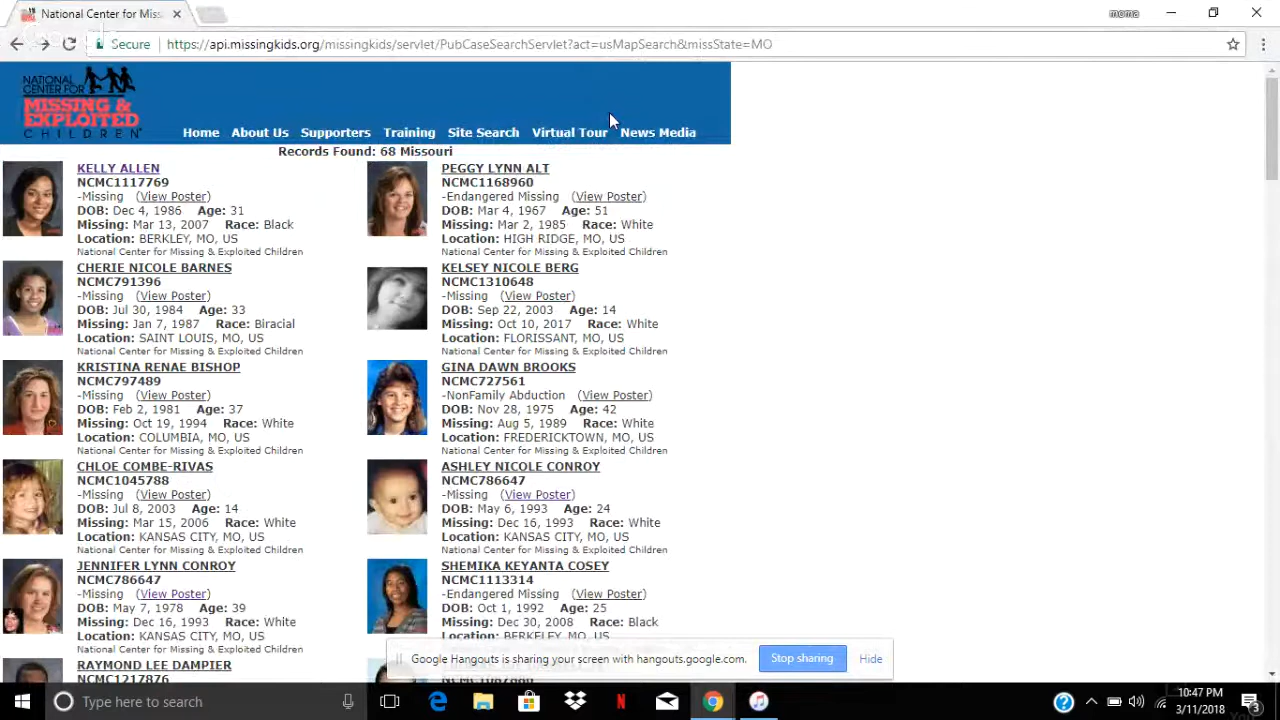 National Center for Miss
moma
Secure https://api.missingkids.org/missingkids/servlet/PubCaseSearchServlet?act=usMapSearch&missState=MO
NATIONAL
CENTER FOR
MISSING &
EXPLOITED
CHILDREN
Home About Us Supporters Training Site Search Virtual Tour News Media
Records Found: 68 Missouri
KELLY ALLEN
NCMC1117769
-Missing (View Poster)
DOB: Dec 4, 1986 Age: 31
Missing: Mar 13, 2007 Race: Black
Location: BERKLEY, MO, US
National Center for Missing & Exploited Children
PEGGY LYNN ALT
NCMC1168960
-Endangered Missing (View Poster)
DOB: Mar 4, 1967 Age: 51
Missing: Mar 2, 1985 Race: White
Location: HIGH RIDGE, MO, US
National Center for Missing & Exploited Children
CHERIE NICOLE BARNES
NCMC791396
-Missing (View Poster)
DOB: Jul 30, 1984 Age: 33
Missing: Jan 7, 1987 Race: Biracial
Location: SAINT LOUIS, MO, US
National Center for Missing & Exploited Children
KELSEY NICOLE BERG
NCMC1310648
-Missing (View Poster)
DOB: Sep 22, 2003 Age: 14
Missing: Oct 10, 2017 Race: White
Location: FLORISSANT, MO, US
National Center for Missing & Exploited Children
KRISTINA RENAE BISHOP
NCMC797489
-Missing (View Poster)
DOB: Feb 2, 1981 Age: 37
Missing: Oct 19, 1994 Race: White
Location: COLUMBIA, MO, US
National Center for Missing & Exploited Children
GINA DAWN BROOKS
NCMC727561
-NonFamily Abduction (View Poster)
DOB: Nov 28, 1975 Age: 42
Missing: Aug 5, 1989 Race: White
Location: FREDERICKTOWN, MO, US
National Center for Missing & Exploited Children
CHLOE COMBE-RIVAS
NCMC1045788
-Missing (View Poster)
DOB: Jul 8, 2003 Age: 14
Missing: Mar 15, 2006 Race: White
Location: KANSAS CITY, MO, US
National Center for Missing & Exploited Children
ASHLEY NICOLE CONROY
NCMC786647
-Missing (View Poster)
DOB: May 6, 1993 Age: 24
Missing: Dec 16, 1993 Race: White
Location: KANSAS CITY, MO, US
National Center for Missing & Exploited Children
JENNIFER LYNN CONROY
NCMC786647
-Missing (View Poster)
DOB: May 7, 1978 Age: 39
Missing: Dec 16, 1993 Race: White
Location: KANSAS CITY, MO, US
National Center for Missing & Exploited Children
SHEMIKA KEYANTA COSEY
NCMC1113314
-Endangered Missing (View Poster)
DOB: Oct 1, 1992 Age: 25
Missing: Dec 30, 2008 Race: Black
Location: BERKELEY, MO, US
RAYMOND LEE DAMPIER
NCMC1217876
Google Hangouts is sharing your screen with hangouts.google.com.
Stop sharing
Hide
Type here to search
10:47 PM
3/11/2018
3